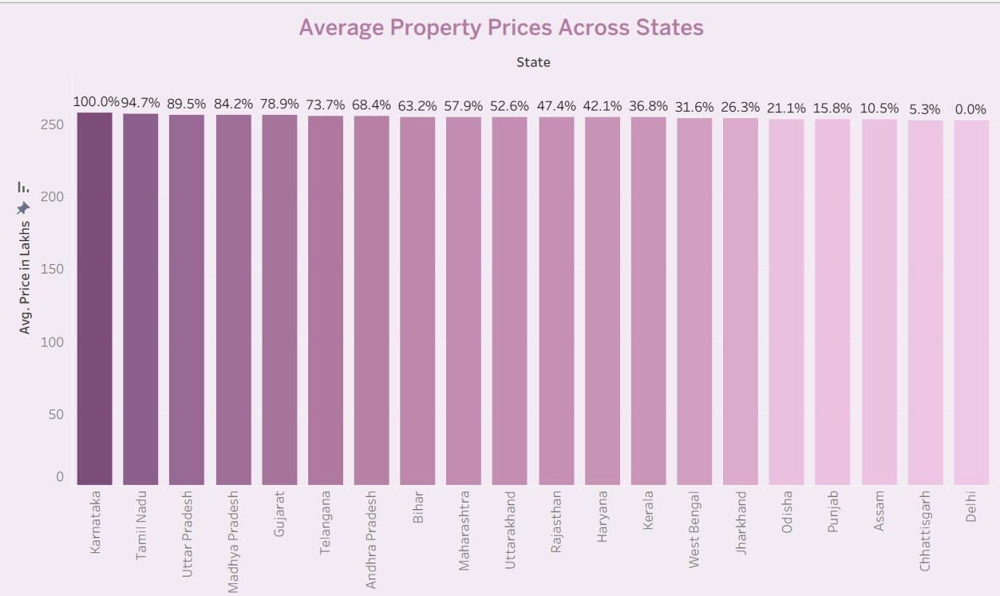 Average Property Prices Across States
State
100.0% 94.7% 89.5% 84.2% 78.9% 73.7% 68.4% 63.2% 57.9% 52.6% 47.4% 42.1% 36.8% 31.6% 26.3% 21.1% 15.8% 10.5% 5.3% 0.0%
250
200
150
100
50
0
Avg. Price in Lakhs
Karnataka
Tamil Nadu
Uttar Pradesh
Madhya Pradesh
Gujarat
Telangana
Andhra Pradesh
Bihar
Maharashtra
Uttarakhand
Rajasthan
Haryana
Kerala
West Bengal
Jharkhand
Odisha
Punjab
Assam
Chhattisgarh
Delhi